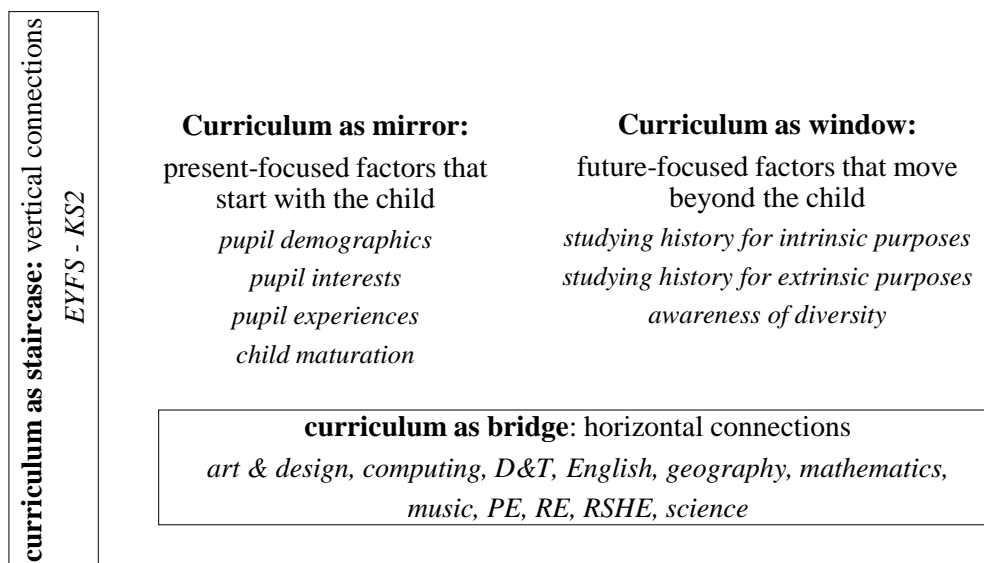 curriculum as staircase: vertical connections
EYFS - KS2
Curriculum as mirror:
present-focused factors that
start with the child
pupil demographics
pupil interests
pupil experiences
child maturation
Curriculum as window:
future-focused factors that move
beyond the child
studying history for intrinsic purposes
studying history for extrinsic purposes
awareness of diversity
curriculum as bridge: horizontal connections
art & design, computing, D&T, English, geography, mathematics,
music, PE, RE, RSHE, science